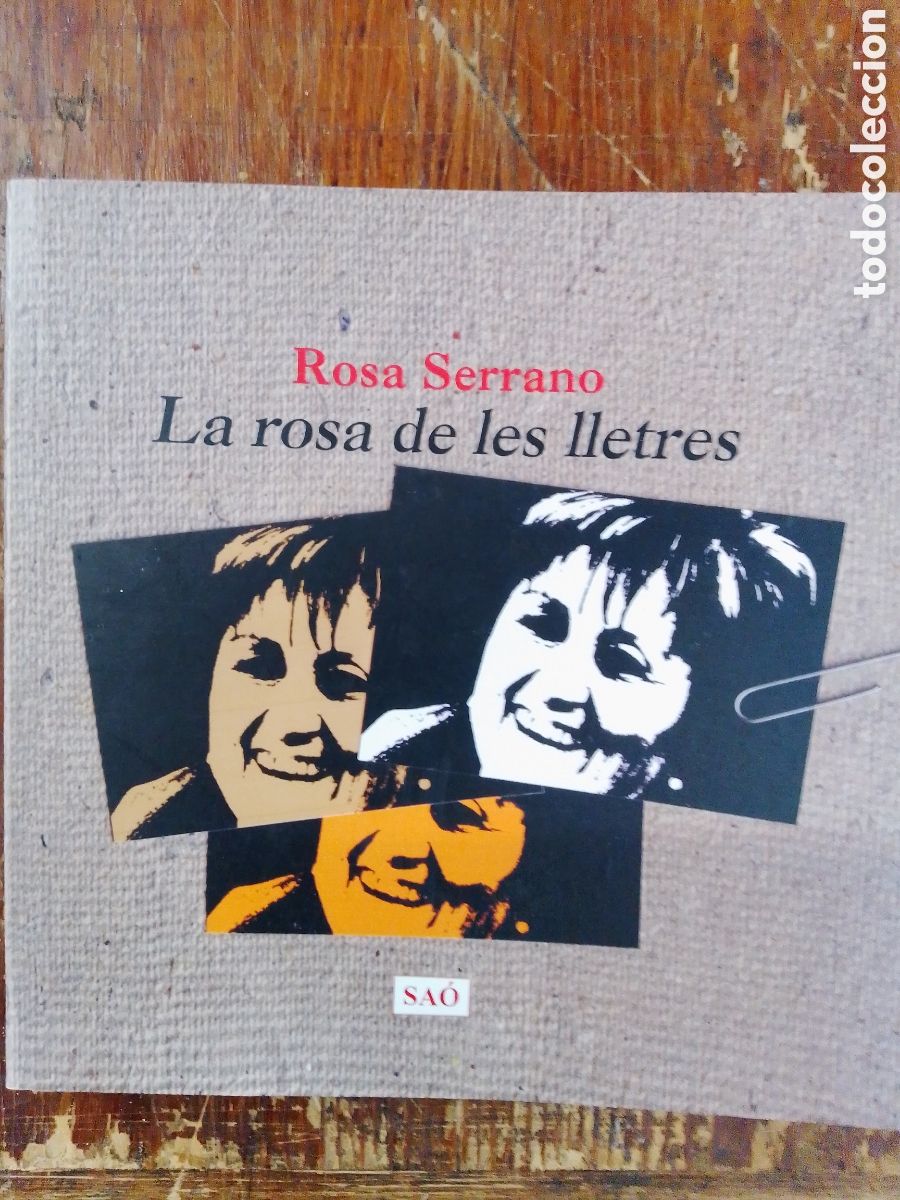 todocoleccion
Rosa Serrano
La rosa de les lletres
SAÓ